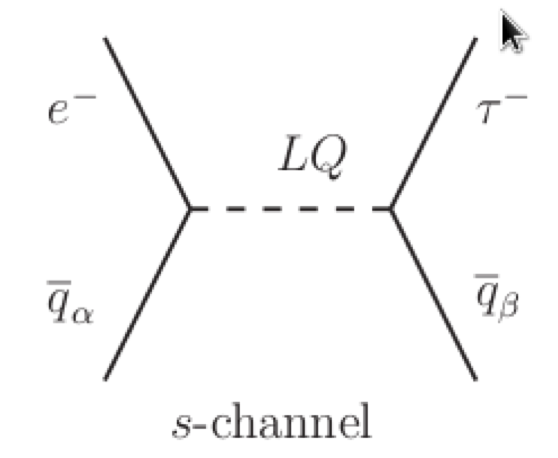 e⁻
τ⁻
LQ
q̅α
q̅β
s-channel